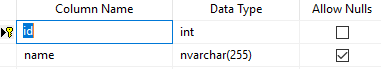 Column Name Data Type Allow Nulls
id int
name nvarchar(255)